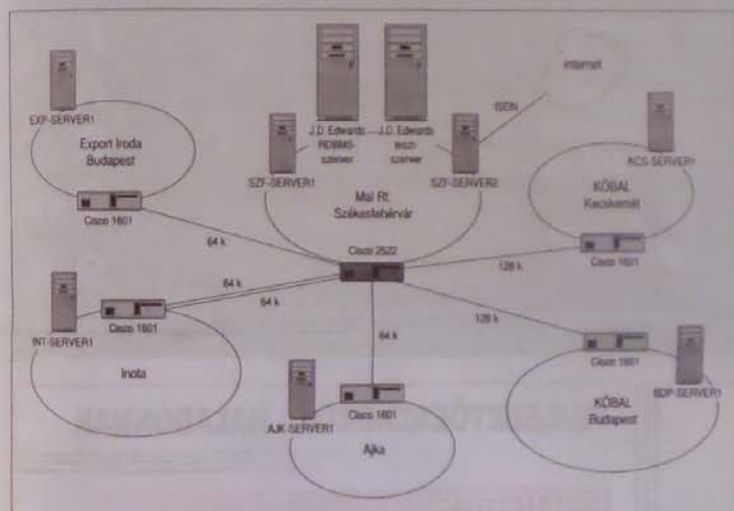 EXP-SERVER1
Export Iroda
Budapest
Cisco 1601
64 k
J.D. Edwards
RDBMS-
szerver
J.D. Edwards
teszt-
szerver
SZF-SERVER1
SZF-SERVER2
Mal Rt.
Székesfehérvár
Cisco 2522
ISDN
Internet
KCS-SERVER1
KÖBAL
Kecskemét
Cisco 1601
128 k
64 k
64 k
Cisco 1601
INT-SERVER1
Inota
64 k
Cisco 1601
AJK-SERVER1
Ajka
128 k
Cisco 1601
KÖBAL
Budapest
BDP-SERVER1